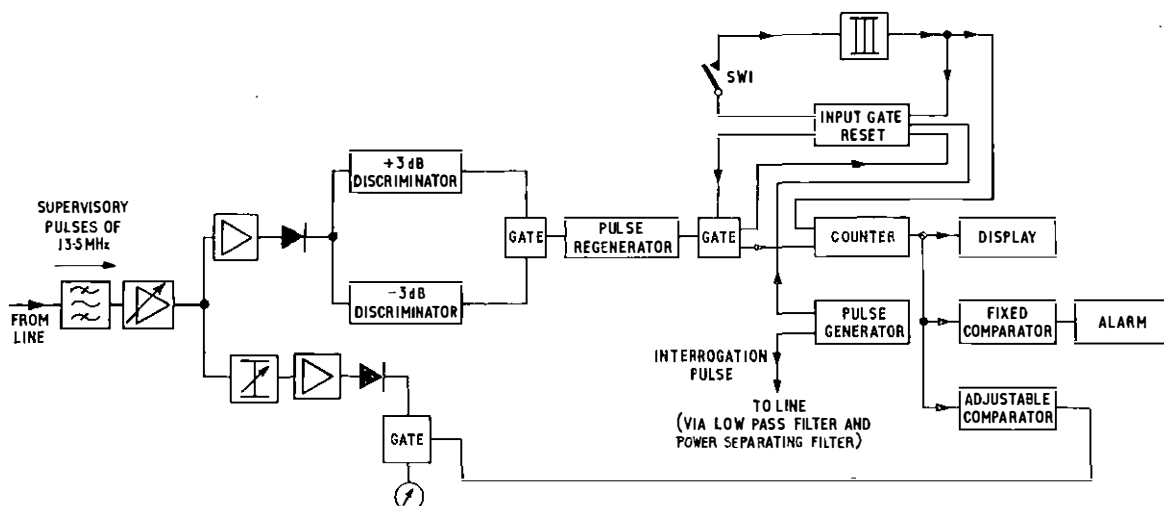 SUPERVISORY
PULSES OF
13·5MHz
FROM
LINE
+3dB
DISCRIMINATOR
-3dB
DISCRIMINATOR
GATE
PULSE
REGENERATOR
GATE
SW1
INPUT GATE
RESET
COUNTER
DISPLAY
PULSE
GENERATOR
FIXED
COMPARATOR
ALARM
INTERROGATION
PULSE
TO LINE
(VIA LOW PASS FILTER AND
POWER SEPARATING FILTER)
ADJUSTABLE
COMPARATOR
GATE